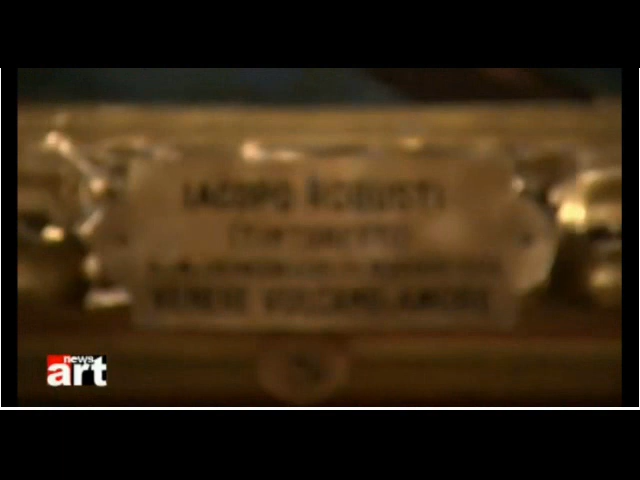 IACOPO ROBUSTI
(TINTORETTO)
VENERE VULCANO E AMORE
news
art